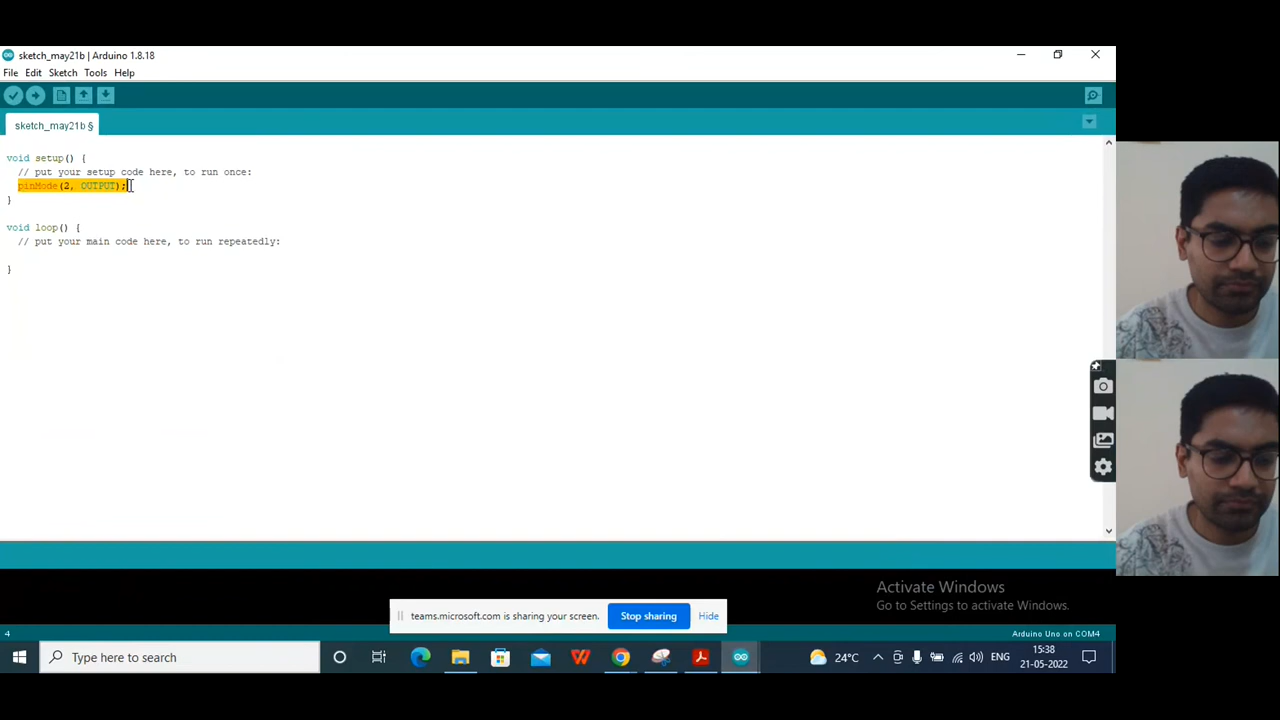 sketch_may21b | Arduino 1.8.18
File Edit Sketch Tools Help
sketch_may21b §
void setup() {
// put your setup code here, to run once:
pinMode(2, OUTPUT);
}
void loop() {
// put your main code here, to run repeatedly:
}
Activate Windows
Go to Settings to activate Windows.
teams.microsoft.com is sharing your screen. Stop sharing Hide
4 Arduino Uno on COM4
Type here to search
24°C
ENG
15:38
21-05-2022